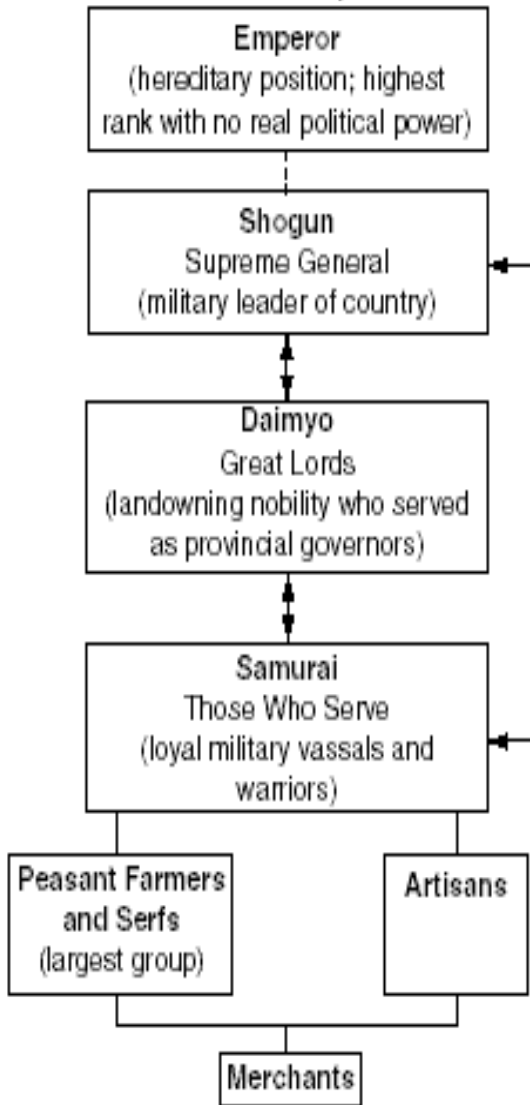 Emperor
(hereditary position; highest
rank with no real political power)
Shogun
Supreme General
(military leader of country)
Daimyo
Great Lords
(landowning nobility who served
as provincial governors)
Samurai
Those Who Serve
(loyal military vassals and
warriors)
Peasant Farmers
and Serfs
(largest group)
Artisans
Merchants